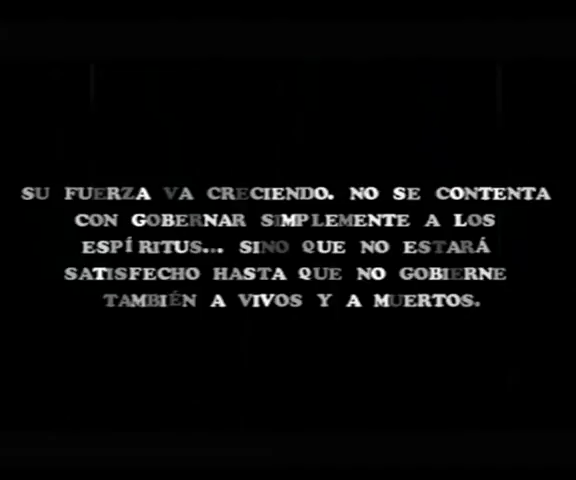 SU FUERZA VA CRECIENDO. NO SE CONTENTA
CON GOBERNAR SIMPLEMENTE A LOS
ESPÍRITUS... SINO QUE NO ESTARÁ
SATISFECHO HASTA QUE NO GOBIERNE
TAMBIÉN A VIVOS Y A MUERTOS.